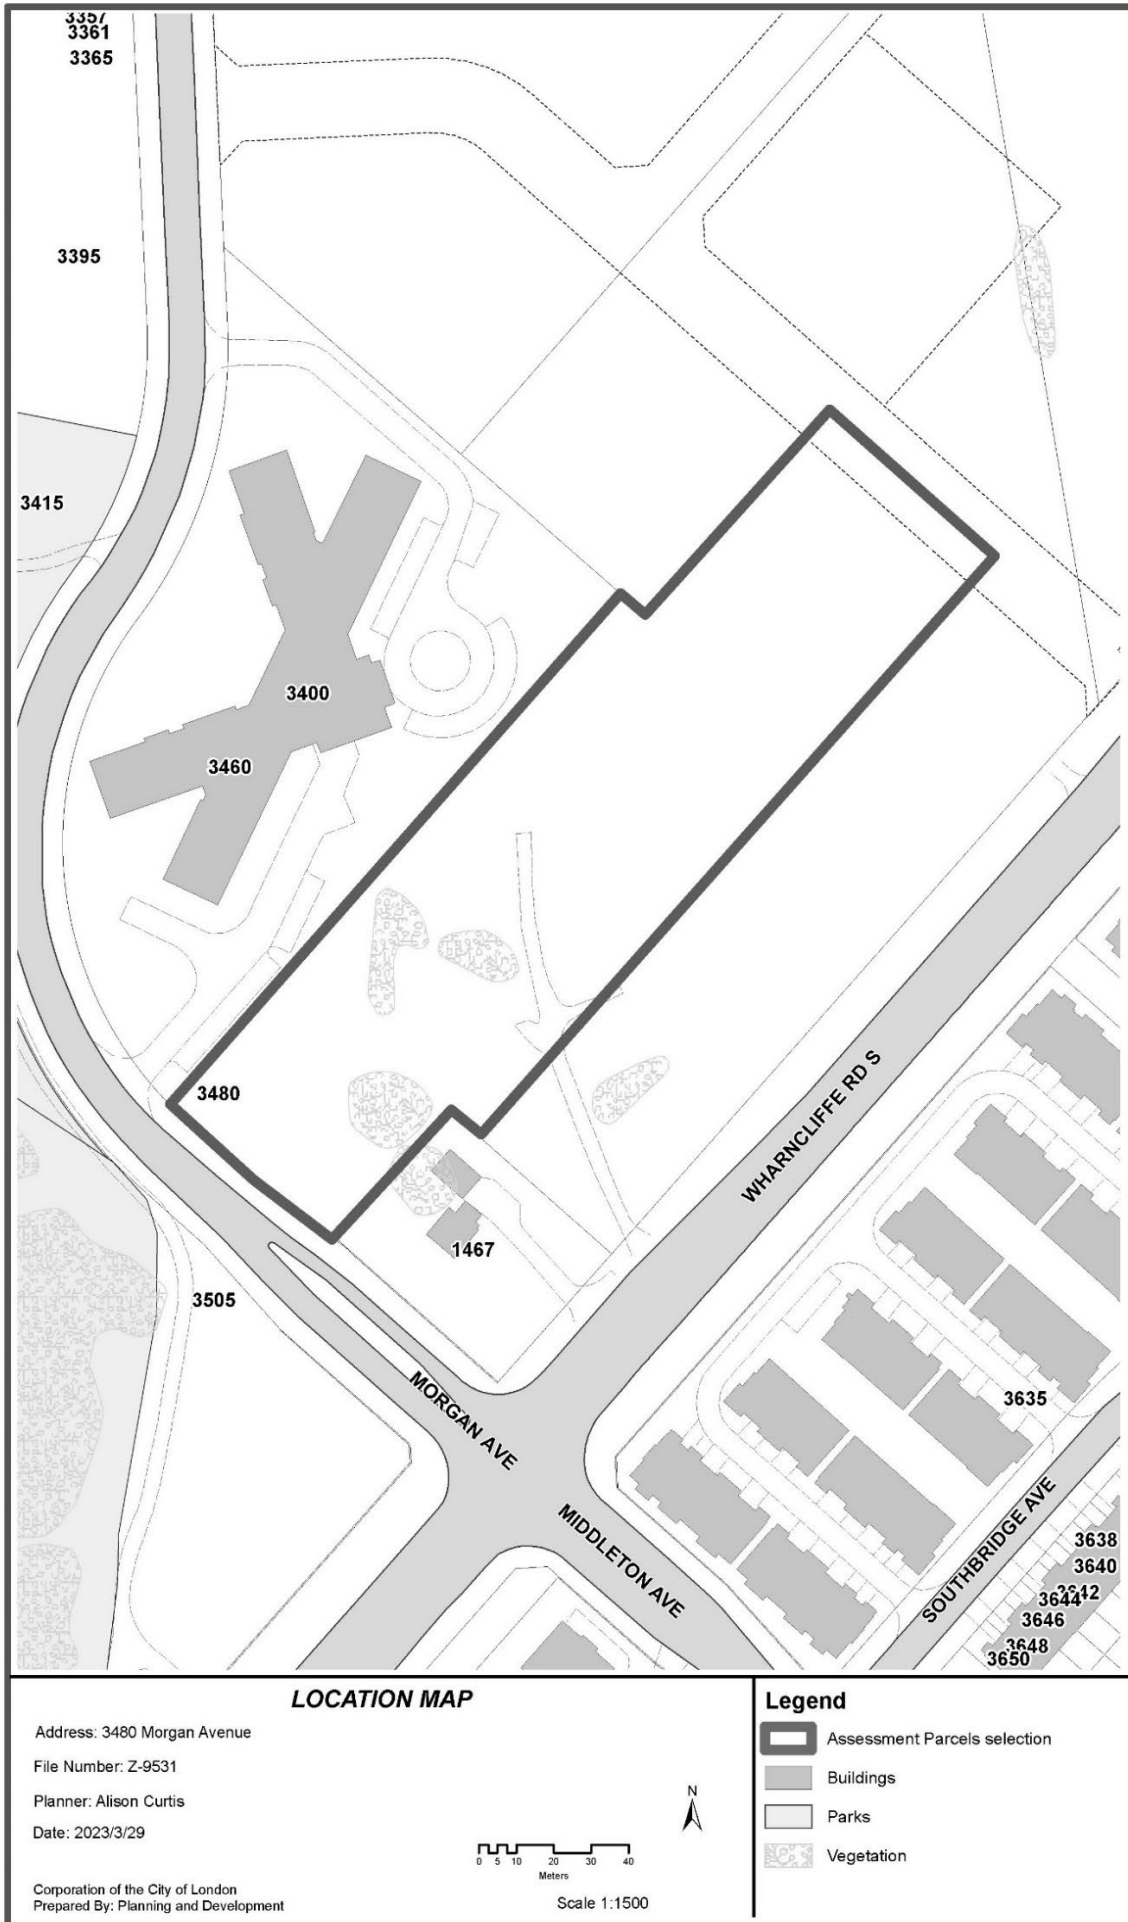 3357
3361
3365
3395
3415
3400
3460
3480
1467
3505
WHARNCLIFFE RD S
MORGAN AVE
MIDDLETON AVE
3635
SOUTHBRIDGE AVE
3638
3640
3642
3644
3646
3648
3650
LOCATION MAP
Address: 3480 Morgan Avenue
File Number: Z-9531
Planner: Alison Curtis
Date: 2023/3/29
Corporation of the City of London
Prepared By: Planning and Development
N
0 5 10 20 30 40
Meters
Scale 1:1500
Legend
Assessment Parcels selection
Buildings
Parks
Vegetation